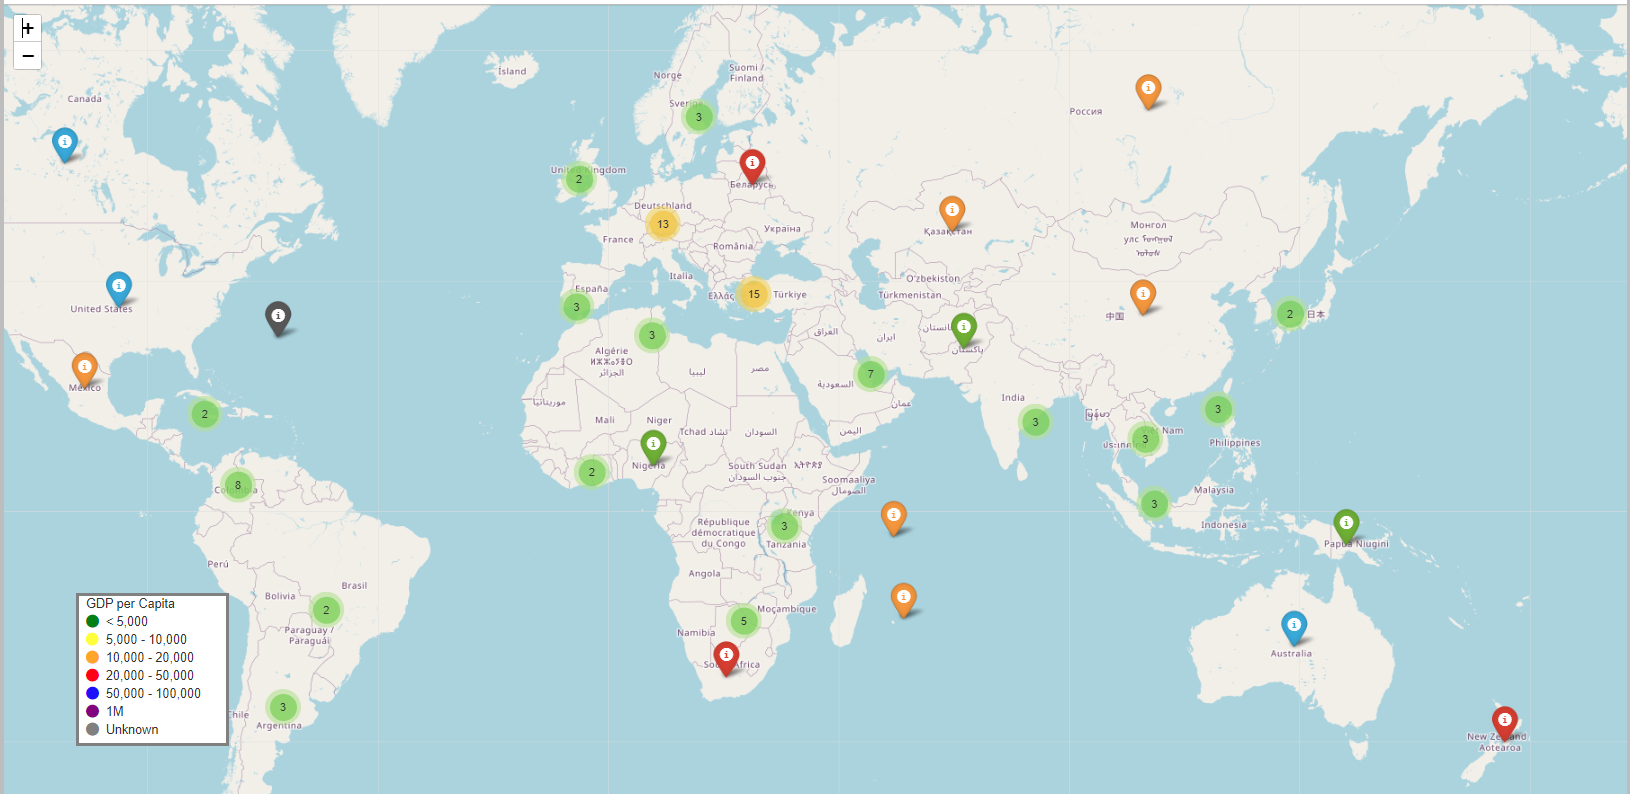 +
−
Ísland
Norge
Suomi /
Finland
Sverige
Canada
Россия
3
United Kingdom
2
Беларусь
Deutschland
13
France
Україна
România
Қазақстан
Монгол
улс
Italia
España
3
Ελλάς
15
Türkiye
O'zbekiston
Türkmenistan
United States
中国
2
日本
العراق
ایران
پاکستان
3
Algérie
ⵍⵣⵣⴰⵢⴻⵔ
الجزائر
ليبيا
مصر
السعودية
7
México
2
موريتانيا
Mali
Niger
عمان
India
3
3
Tchad تشاد
السودان
اليمن
3
Philippines
Nigeria
2
South Sudan
جنوب السودان
Soomaaliya
الصومال
8
Malaysia
3
Indonesia
République
démocratique
du Congo
3
Kenya
Tanzania
Papua Niugini
Perú
Angola
Brasil
Bolivia
2
Paraguay /
Paraguái
Moçambique
5
Namibia
South Africa
Australia
3
Chile
Argentina
New Zealand
Aotearoa
GDP per Capita
< 5,000
5,000 - 10,000
10,000 - 20,000
20,000 - 50,000
50,000 - 100,000
1M
Unknown